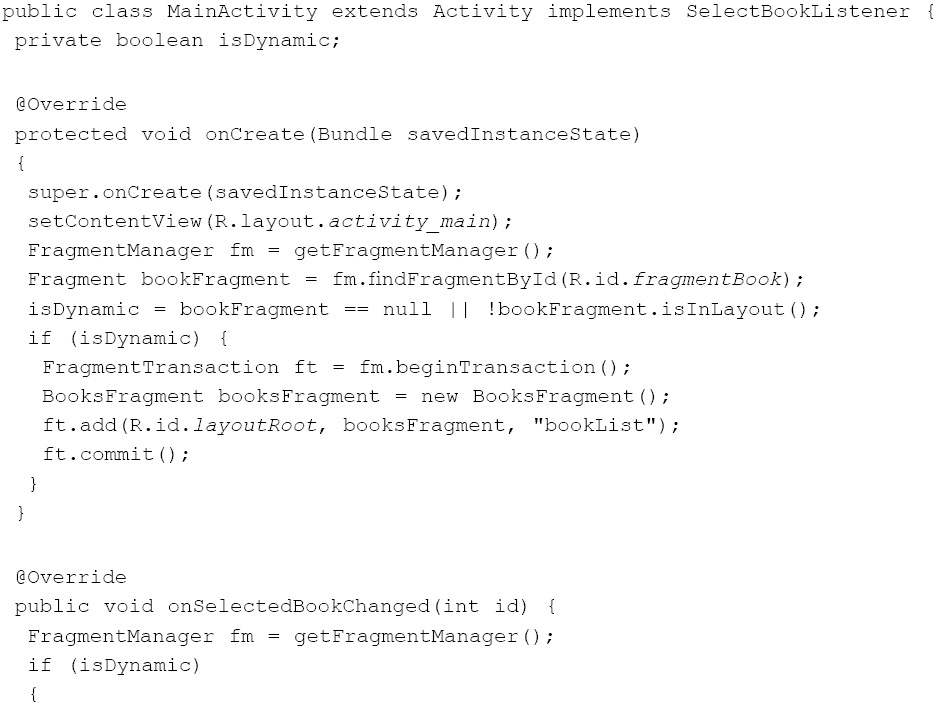 public class MainActivity extends Activity implements SelectBookListener {
private boolean isDynamic;
@Override
protected void onCreate(Bundle savedInstanceState)
{
super.onCreate(savedInstanceState);
setContentView(R.layout.activity_main);
FragmentManager fm = getFragmentManager();
Fragment bookFragment = fm.findFragmentById(R.id.fragmentBook);
isDynamic = bookFragment == null || !bookFragment.isInLayout();
if (isDynamic) {
FragmentTransaction ft = fm.beginTransaction();
BooksFragment booksFragment = new BooksFragment();
ft.add(R.id.layoutRoot, booksFragment, "bookList");
ft.commit();
}
}
@Override
public void onSelectedBookChanged(int id) {
FragmentManager fm = getFragmentManager();
if (isDynamic)
{